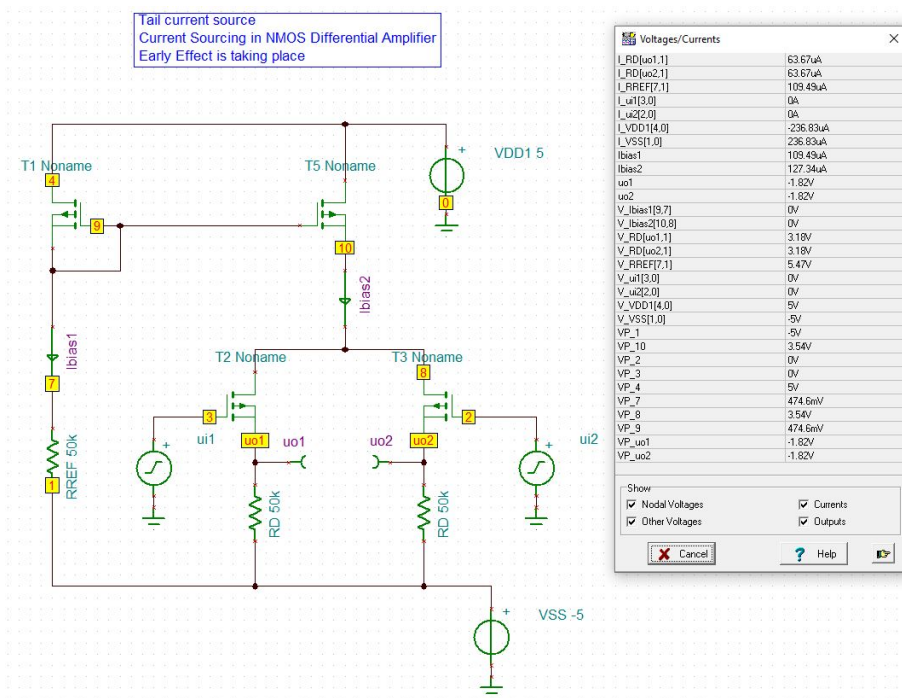 Tail current source
Current Sourcing in NMOS Differential Amplifier
Early Effect is taking place
T1 Noname
T5 Noname
VDD1 5
4
0
9
10
Ibias2
Ibias1
7
T2 Noname
T3 Noname
8
3
2
ui1
ui2
uo1
uo1
uo2
uo2
RREF 50k
1
RD 50k
RD 50k
VSS -5
+
+
+
+
Voltages/Currents
I_RD[uo1,1] 63.67uA
I_RD[uo2,1] 63.67uA
I_RREF[7,1] 109.49uA
I_ui1[3,0] 0A
I_ui2[2,0] 0A
I_VDD1[4,0] -236.83uA
I_VSS[1,0] 236.83uA
Ibias1 109.49uA
Ibias2 127.34uA
uo1 -1.82V
uo2 -1.82V
V_Ibias1[9,7] 0V
V_Ibias2[10,8] 0V
V_RD[uo1,1] 3.18V
V_RD[uo2,1] 3.18V
V_RREF[7,1] 5.47V
V_ui1[3,0] 0V
V_ui2[2,0] 0V
V_VDD1[4,0] 5V
V_VSS[1,0] -5V
VP_1 -5V
VP_10 3.54V
VP_2 0V
VP_3 0V
VP_4 5V
VP_7 474.6mV
VP_8 3.54V
VP_9 474.6mV
VP_uo1 -1.82V
VP_uo2 -1.82V
Show
Nodal Voltages
Currents
Other Voltages
Outputs
Cancel
? Help